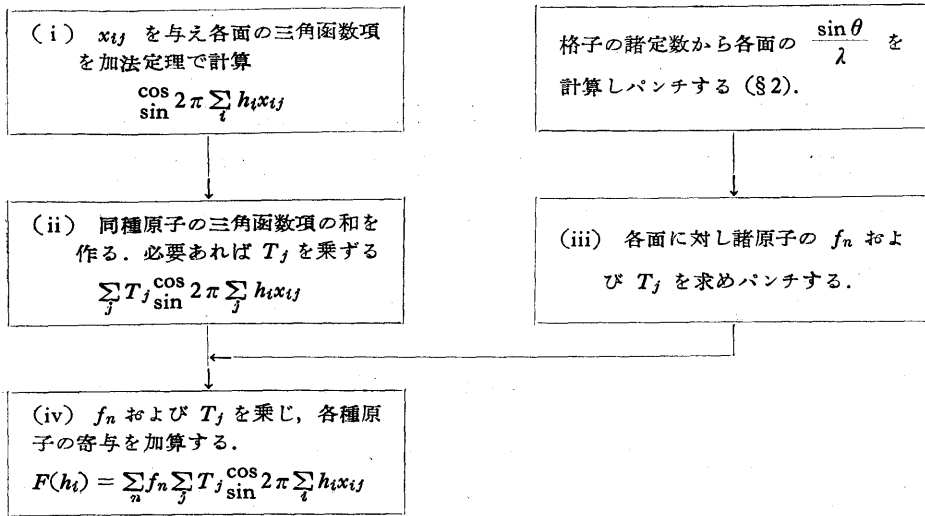 (i) xij を与え各面の三角函数項
を加法定理で計算
cos sin 2π∑i hixij
格子の諸定数から各面の sinθ/λ を
計算しパンチする (§2).
(ii) 同種原子の三角函数項の和を
作る. 必要あれば Tj を乗ずる
∑j Tj cos sin 2π∑j hixij
(iii) 各面に対し諸原子の fn およ
び Tj を求めパンチする.
(iv) fn および Tj を乗じ, 各種原
子の寄与を加算する.
F(hi) = ∑n fn ∑j Tj cos sin 2π∑i hixij